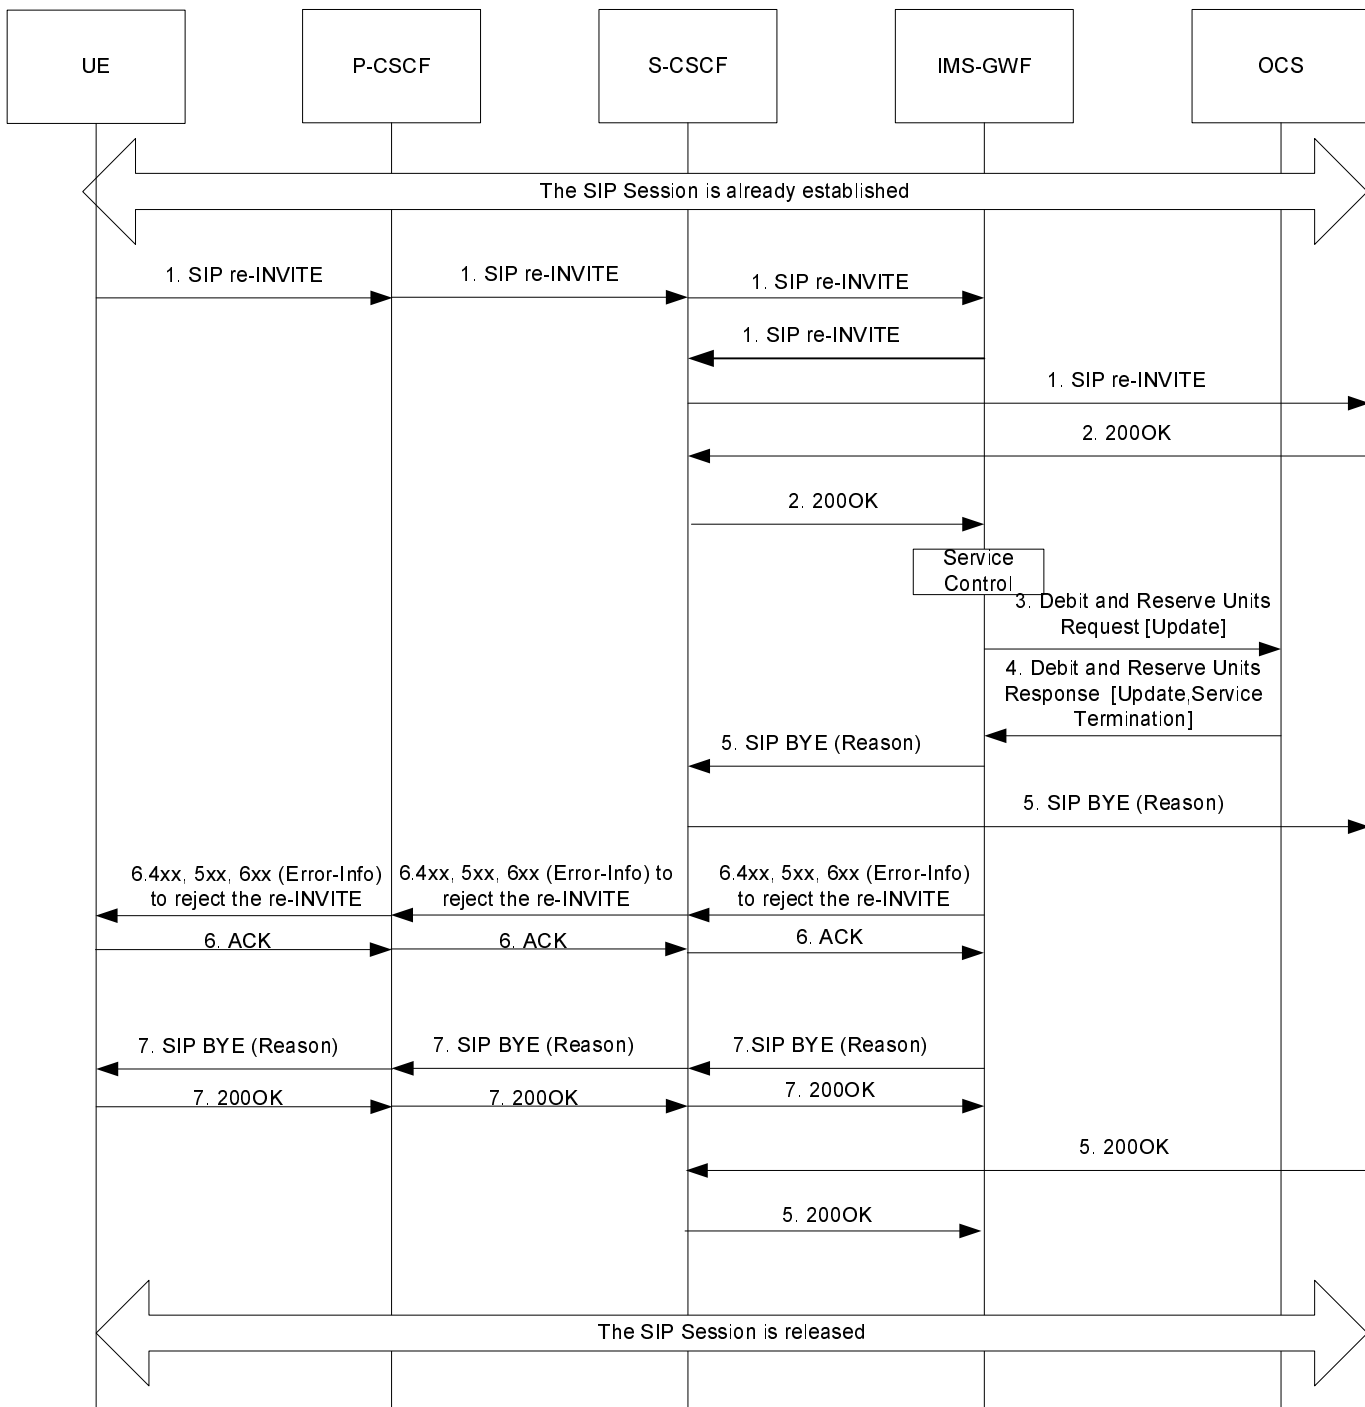 UE
P-CSCF
S-CSCF
IMS-GWF
OCS
The SIP Session is already established
1. SIP re-INVITE
1. SIP re-INVITE
1. SIP re-INVITE
1. SIP re-INVITE
1. SIP re-INVITE
2. 200OK
2. 200OK
Service
Control
3. Debit and Reserve Units
Request [Update]
4. Debit and Reserve Units
Response [Update,Service
Termination]
5. SIP BYE (Reason)
5. SIP BYE (Reason)
6.4xx, 5xx, 6xx (Error-Info)
to reject the re-INVITE
6.4xx, 5xx, 6xx (Error-Info) to
reject the re-INVITE
6.4xx, 5xx, 6xx (Error-Info)
to reject the re-INVITE
6. ACK
6. ACK
6. ACK
7. SIP BYE (Reason)
7. SIP BYE (Reason)
7.SIP BYE (Reason)
7. 200OK
7. 200OK
7. 200OK
5. 200OK
5. 200OK
The SIP Session is released